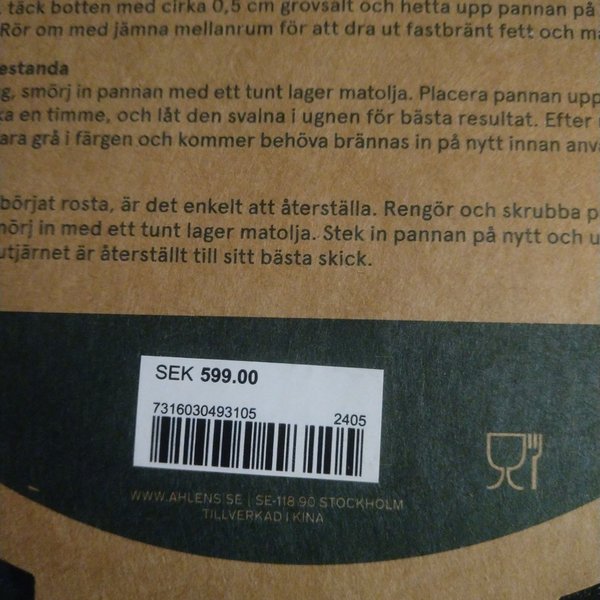 täck botten med cirka 0,5 cm grovsalt och hetta upp pannan på
Rör om med jämna mellanrum för att dra ut fastbränt fett och
estanda
g, smörj in pannan med ett tunt lager matolja. Placera pannan upp
ka en timme, och låt den svalna i ugnen för bästa resultat. Efter
ara grå i färgen och kommer behöva brännas in på nytt innan anv
börjat rosta, är det enkelt att återställa. Rengör och skrubba p
mörj in med ett tunt lager matolja. Stek in pannan på nytt och u
utjärnet är återställt till sitt bästa skick.
SEK 599.00
7316030493105 2405
WWW.AHLENS.SE | SE-118 90 STOCKHOLM
TILLVERKAD I KINA